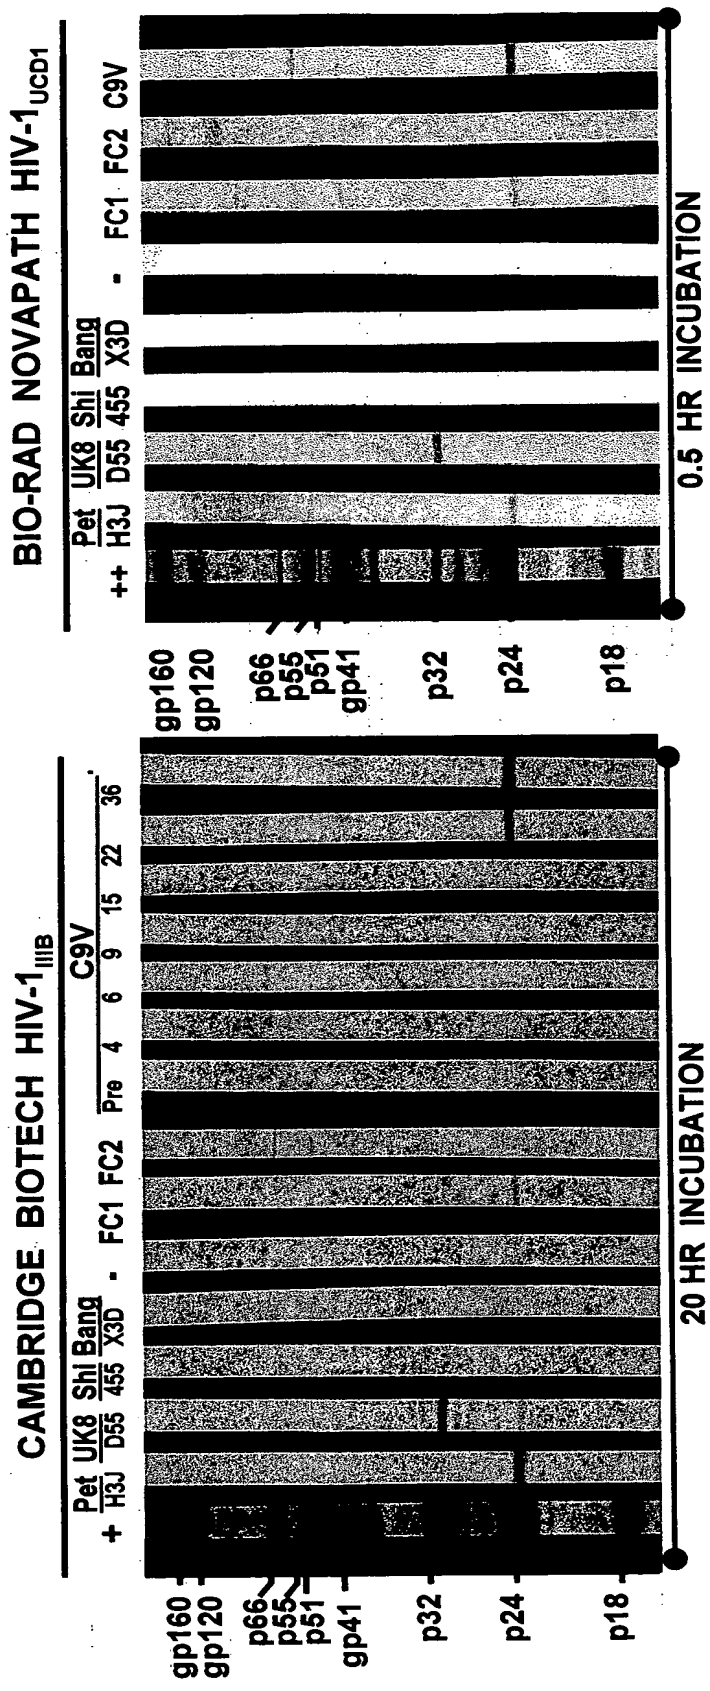 CAMBRIDGE BIOTECH HIV-1IIIB
Pet UK8 Shi Bang C9V
+ H3J D55 455 X3D - FC1 FC2 Pre 4 6 9 15 22 36
gp160
gp120
p66
p55
p51
gp41
p32
p24
p18
20 HR INCUBATION
BIO-RAD NOVAPATH HIV-1UCD1
Pet UK8 Shi Bang
++ H3J D55 455 X3D - FC1 FC2 C9V
gp160
gp120
p66
p55
p51
gp41
p32
p24
p18
0.5 HR INCUBATION